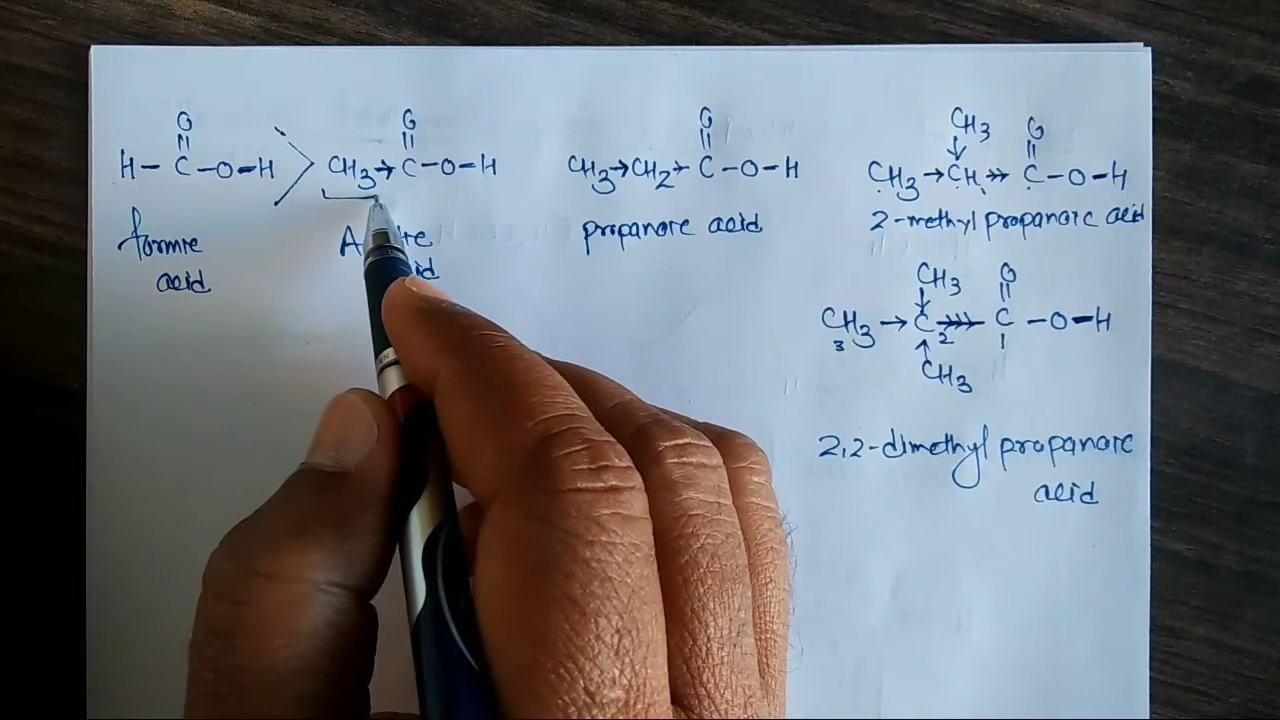 O O O CH3 O
H-C-O-H > CH3→C-O-H CH3→CH2→C-O-H CH3→CH→→C-O-H
formic acid
propanoic acid
2-methyl propanoic acid
CH3 O
CH3→C→→→C-O-H
3 2
CH3
2,2-dimethyl propanoic
acid